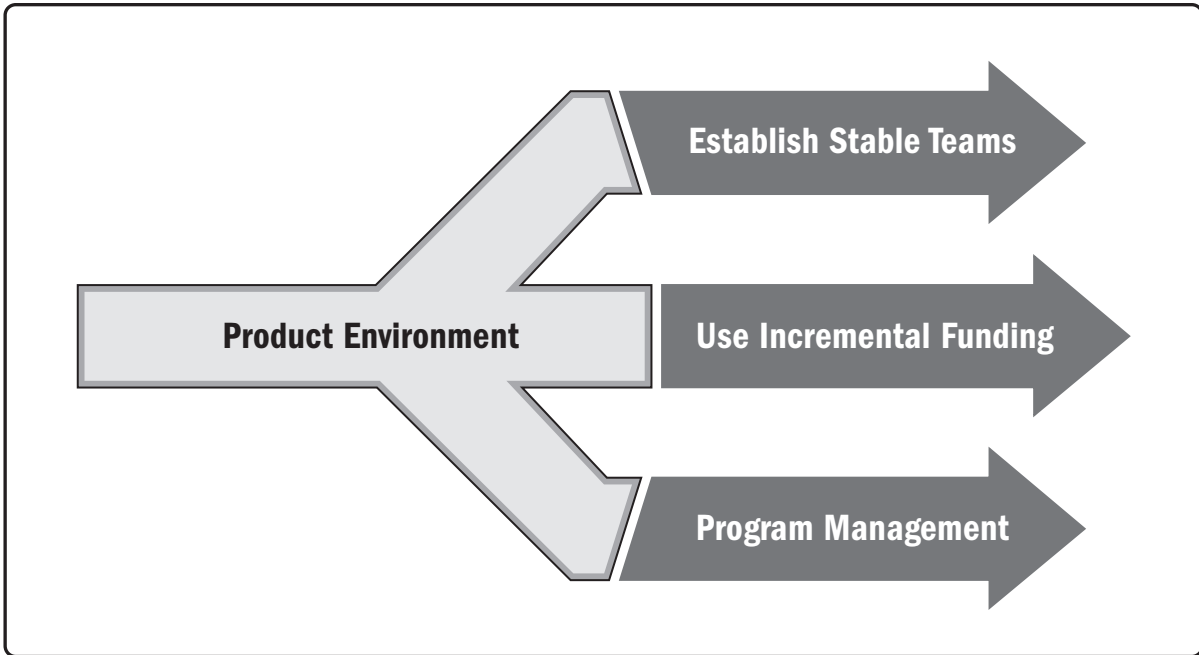 Establish Stable Teams
Product Environment
Use Incremental Funding
Program Management